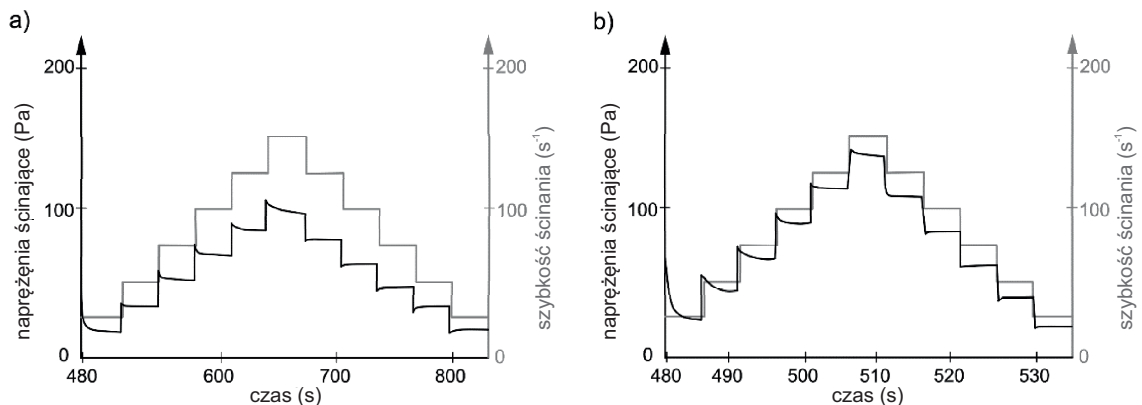 a)
200
100
0
naprężenia ścinające (Pa)
200
100
0
szybkość ścinania (s-1)
480
600
700
800
czas (s)
b)
200
100
0
naprężenia ścinające (Pa)
200
100
0
szybkość ścinania (s-1)
480
490
500
510
520
530
czas (s)